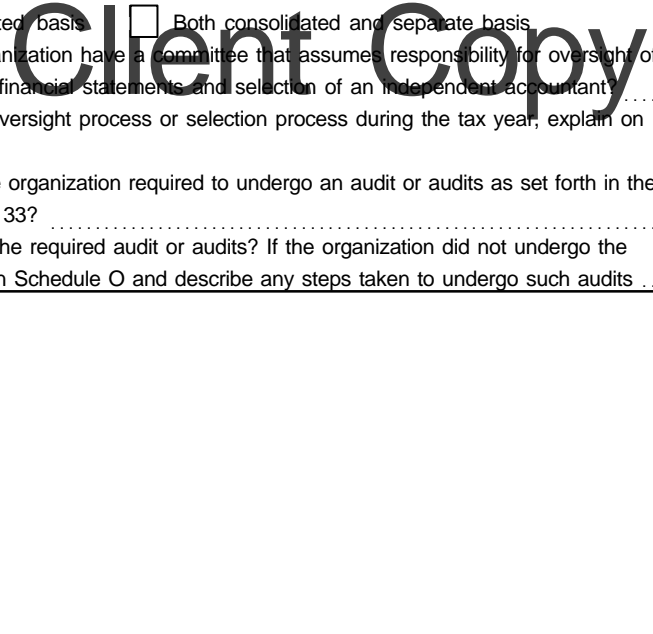 ted basis Both consolidated and separate basis
Client Copy
anization have a committee that assumes responsibility for oversight of
financial statements and selection of an independent accountant?
versight process or selection process during the tax year, explain on
organization required to undergo an audit or audits as set forth in the
33?
he required audit or audits? If the organization did not undergo the
n Schedule O and describe any steps taken to undergo such audits